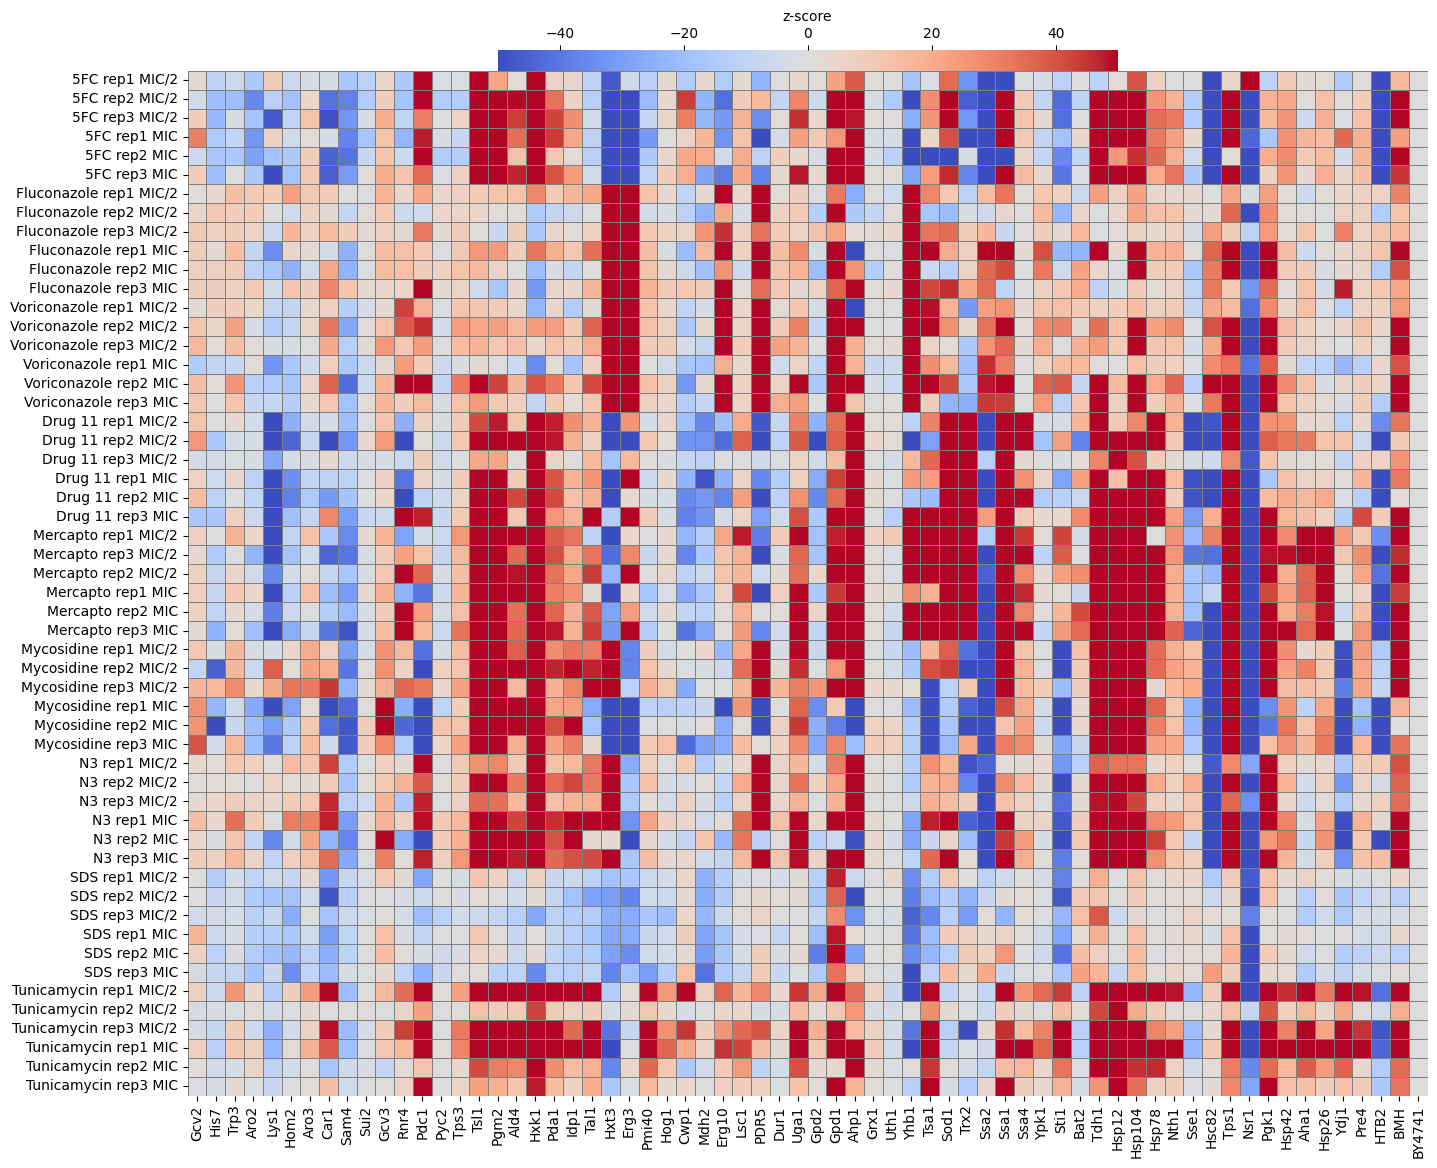 z-score
−40 −20 0 20 40
5FC rep1 MIC/2
5FC rep2 MIC/2
5FC rep3 MIC/2
5FC rep1 MIC
5FC rep2 MIC
5FC rep3 MIC
Fluconazole rep1 MIC/2
Fluconazole rep2 MIC/2
Fluconazole rep3 MIC/2
Fluconazole rep1 MIC
Fluconazole rep2 MIC
Fluconazole rep3 MIC
Voriconazole rep1 MIC/2
Voriconazole rep2 MIC/2
Voriconazole rep3 MIC/2
Voriconazole rep1 MIC
Voriconazole rep2 MIC
Voriconazole rep3 MIC
Drug 11 rep1 MIC/2
Drug 11 rep2 MIC/2
Drug 11 rep3 MIC/2
Drug 11 rep1 MIC
Drug 11 rep2 MIC
Drug 11 rep3 MIC
Mercapto rep1 MIC/2
Mercapto rep3 MIC/2
Mercapto rep2 MIC/2
Mercapto rep1 MIC
Mercapto rep2 MIC
Mercapto rep3 MIC
Mycosidine rep1 MIC/2
Mycosidine rep2 MIC/2
Mycosidine rep3 MIC/2
Mycosidine rep1 MIC
Mycosidine rep2 MIC
Mycosidine rep3 MIC
N3 rep1 MIC/2
N3 rep2 MIC/2
N3 rep3 MIC/2
N3 rep1 MIC
N3 rep2 MIC
N3 rep3 MIC
SDS rep1 MIC/2
SDS rep2 MIC/2
SDS rep3 MIC/2
SDS rep1 MIC
SDS rep2 MIC
SDS rep3 MIC
Tunicamycin rep1 MIC/2
Tunicamycin rep2 MIC/2
Tunicamycin rep3 MIC/2
Tunicamycin rep1 MIC
Tunicamycin rep2 MIC
Tunicamycin rep3 MIC
Gcv2
His7
Trp3
Aro2
Lys1
Hom2
Aro3
Car1
Sam4
Sui2
Gcv3
Rnr4
Pdc1
Pyc2
Tps3
Tsl1
Pgm2
Ald4
Hxk1
Pda1
Idp1
Tal1
Hxt3
Erg3
Pmi40
Hog1
Cwp1
Mdh2
Erg10
Lsc1
PDR5
Dur1
Uga1
Gpd2
Gpd1
Ahp1
Grx1
Uth1
Yhb1
Tsa1
Sod1
Trx2
Ssa2
Ssa1
Ssa4
Ypk1
Sti1
Bat2
Tdh1
Hsp12
Hsp104
Hsp78
Nth1
Sse1
Hsc82
Tps1
Nsr1
Pgk1
Hsp42
Aha1
Hsp26
Ydj1
Pre4
HTB2
BMH
BY4741